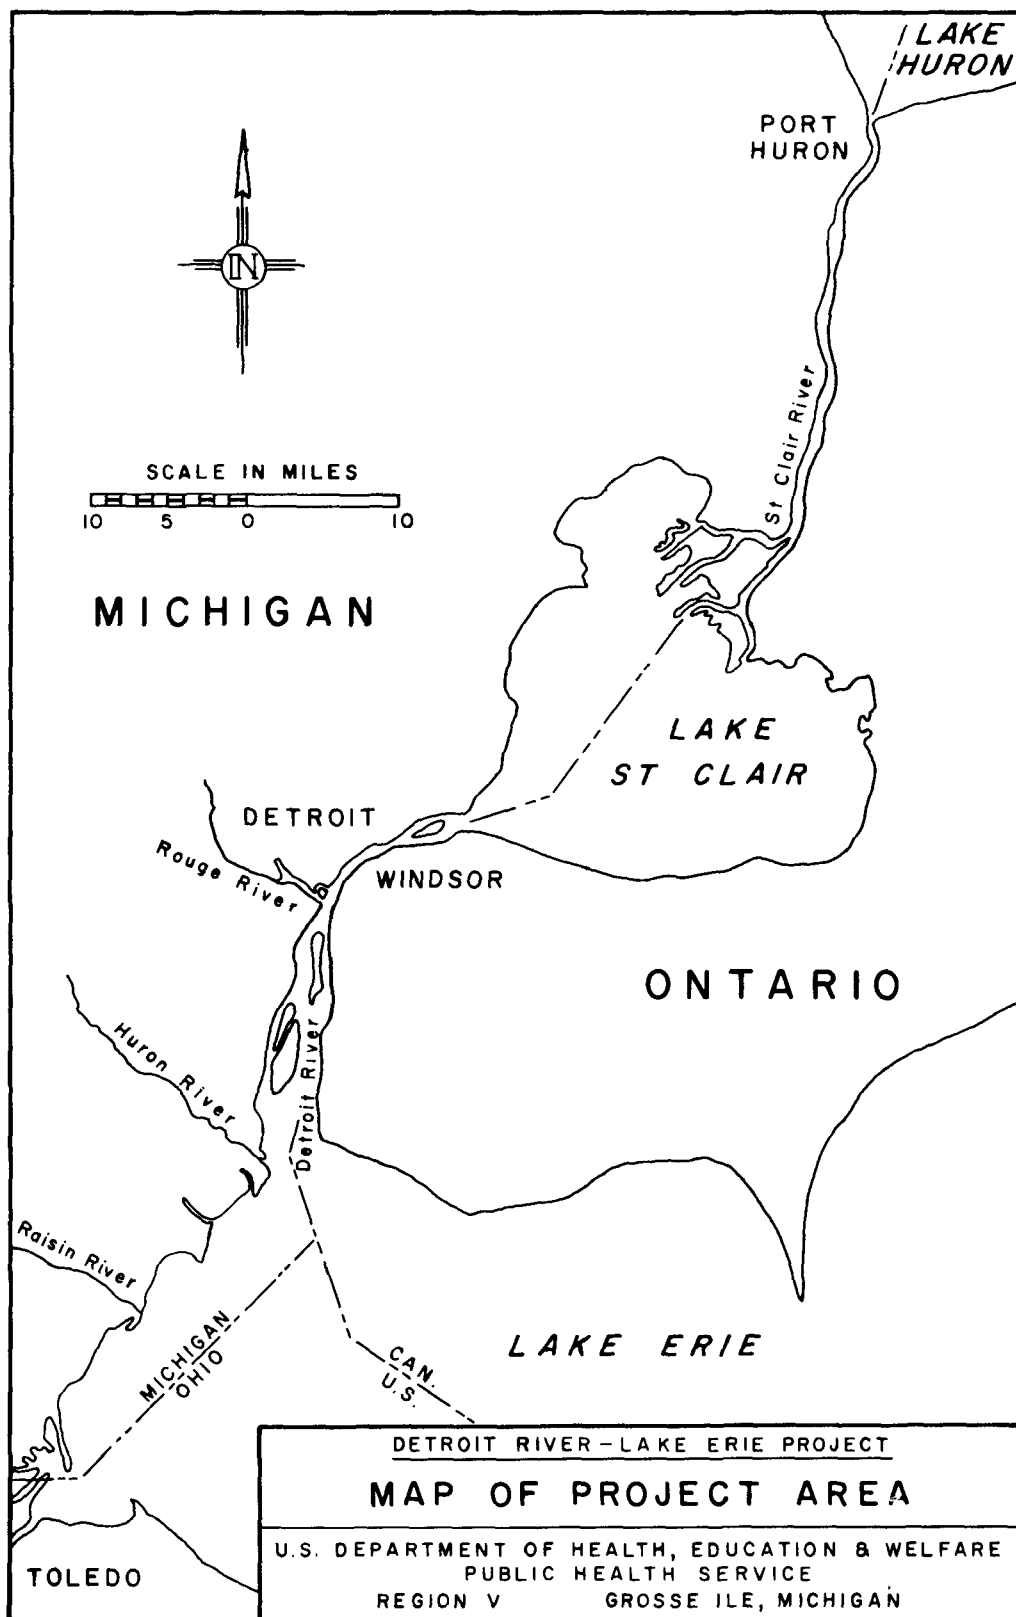 LAKE
HURON
PORT
HURON
N
St Clair River
SCALE IN MILES
10 5 0 10
MICHIGAN
LAKE
ST CLAIR
DETROIT
Rouge River
WINDSOR
ONTARIO
Huron River
Detroit River
Raisin River
MICHIGAN
OHIO
LAKE ERIE
CAN.
U.S.
TOLEDO
DETROIT RIVER-LAKE ERIE PROJECT
MAP OF PROJECT AREA
U.S. DEPARTMENT OF HEALTH, EDUCATION & WELFARE
PUBLIC HEALTH SERVICE
REGION V GROSSE ILE, MICHIGAN